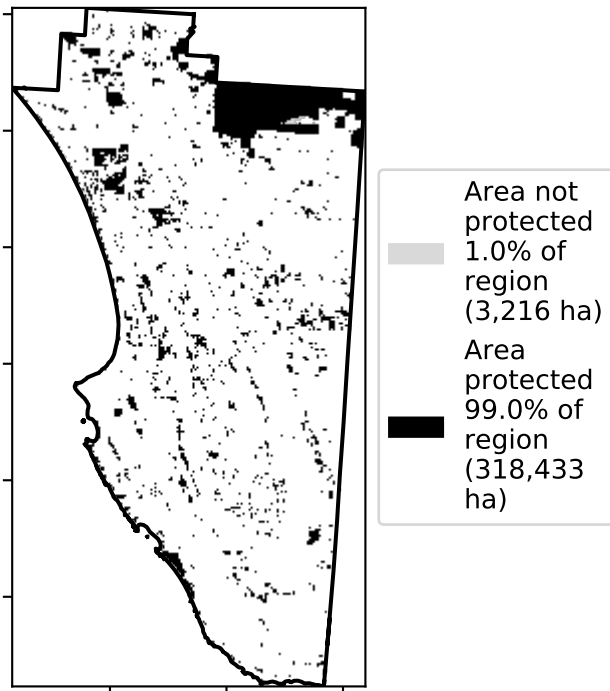 Area not
protected
1.0% of
region
(3,216 ha)
Area
protected
99.0% of
region
(318,433
ha)